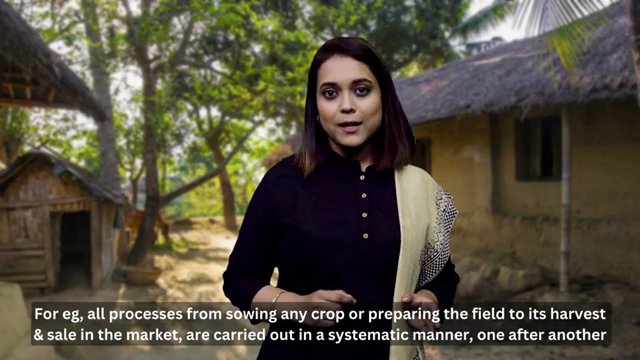 For eg, all processes from sowing any crop or preparing the field to its harvest
& sale in the market, are carried out in a systematic manner, one after another